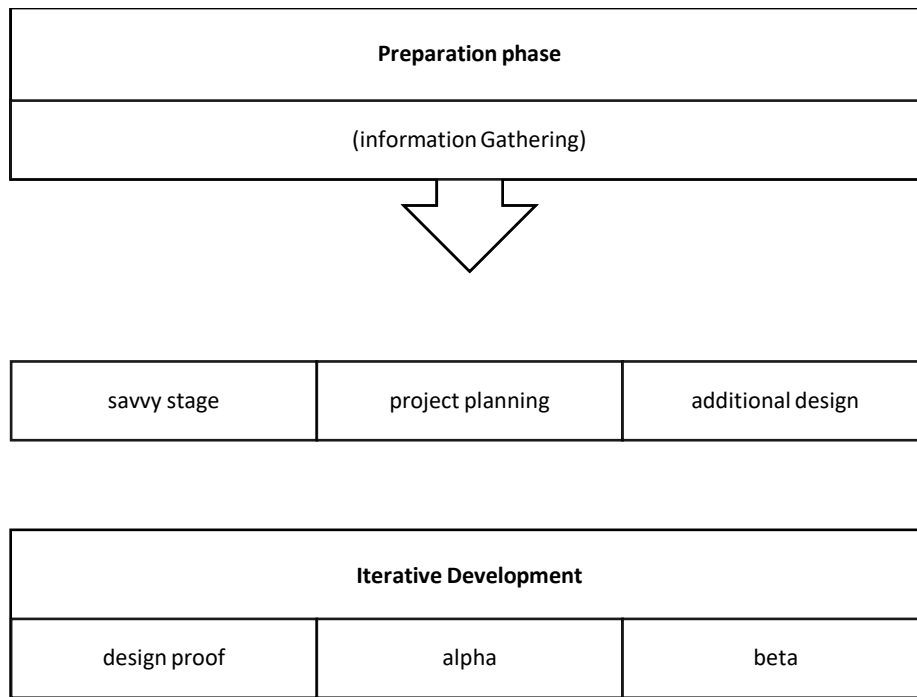 Preparation phase
(information Gathering)
savvy stage
project planning
additional design
Iterative Development
design proof
alpha
beta